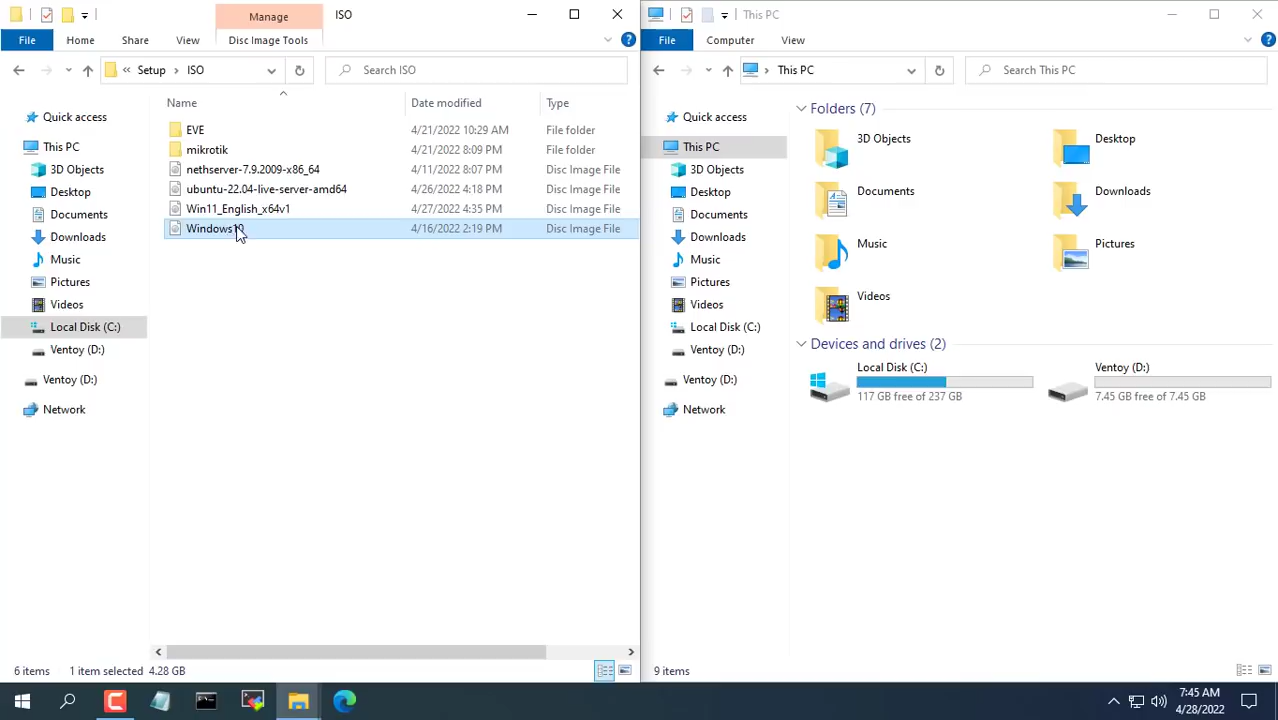 Manage
ISO
File
Home
Share
View
Disc Image Tools
Setup
ISO
Search ISO
Quick access
This PC
3D Objects
Desktop
Documents
Downloads
Music
Pictures
Videos
Local Disk (C:)
Ventoy (D:)
Ventoy (D:)
Network
Name
Date modified
Type
EVE 4/21/2022 10:29 AM File folder
mikrotik 4/21/2022 8:09 PM File folder
nethserver-7.9.2009-x86_64 4/11/2022 8:07 PM Disc Image File
ubuntu-22.04-live-server-amd64 4/26/2022 4:18 PM Disc Image File
Win11_English_x64v1 4/27/2022 4:35 PM Disc Image File
Windows10 4/16/2022 2:19 PM Disc Image File
6 items 1 item selected 4.28 GB
This PC
File
Computer
View
This PC
Search This PC
Quick access
This PC
3D Objects
Desktop
Documents
Downloads
Music
Pictures
Videos
Local Disk (C:)
Ventoy (D:)
Ventoy (D:)
Network
Folders (7)
3D Objects
Desktop
Documents
Downloads
Music
Pictures
Videos
Devices and drives (2)
Local Disk (C:)
117 GB free of 237 GB
Ventoy (D:)
7.45 GB free of 7.45 GB
9 items
7:45 AM
4/28/2022